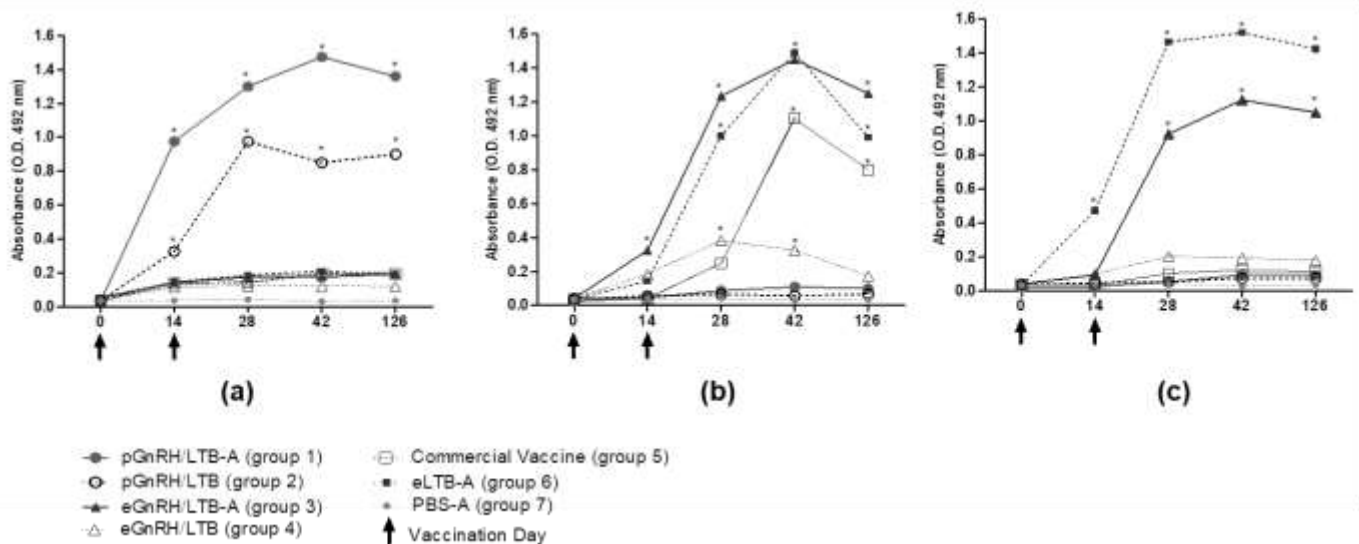 1.6
1.4
1.2
1.0
0.8
0.6
0.4
0.2
0.0
Absorbance (O.D. 492 nm)
0 14 28 42 126
(a)
1.6
1.4
1.2
1.0
0.8
0.6
0.4
0.2
0.0
Absorbance (O.D. 492 nm)
0 14 28 42 126
(b)
1.6
1.4
1.2
1.0
0.8
0.6
0.4
0.2
0.0
Absorbance (O.D. 492 nm)
0 14 28 42 126
(c)
pGnRH/LTB-A (group 1)
pGnRH/LTB (group 2)
eGnRH/LTB-A (group 3)
eGnRH/LTB (group 4)
Commercial Vaccine (group 5)
eLTB-A (group 6)
PBS-A (group 7)
Vaccination Day